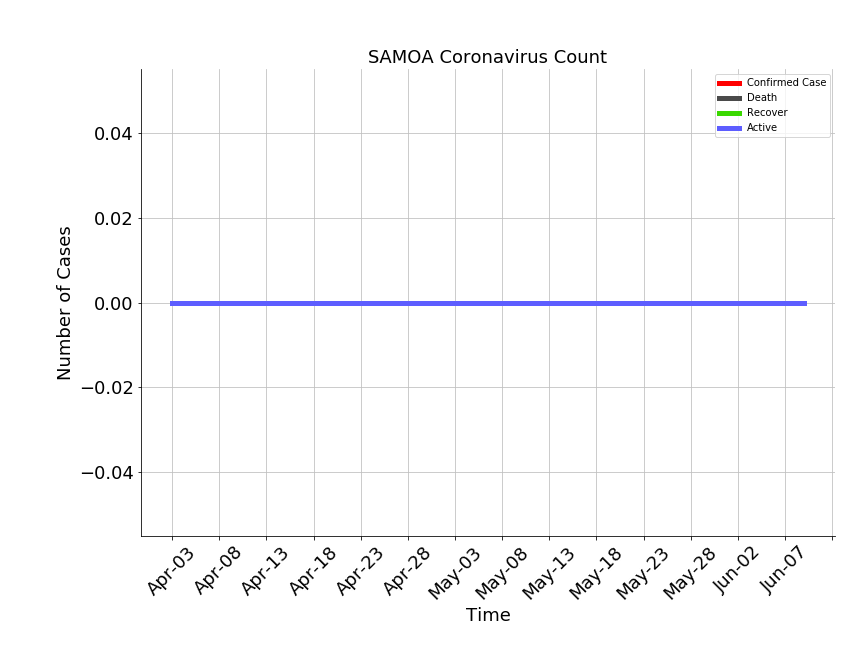 SAMOA Coronavirus Count
Confirmed Case
Death
Recover
Active
Number of Cases
0.04
0.02
0.00
−0.02
−0.04
Apr-03
Apr-08
Apr-13
Apr-18
Apr-23
Apr-28
May-03
May-08
May-13
May-18
May-23
May-28
Jun-02
Jun-07
Time